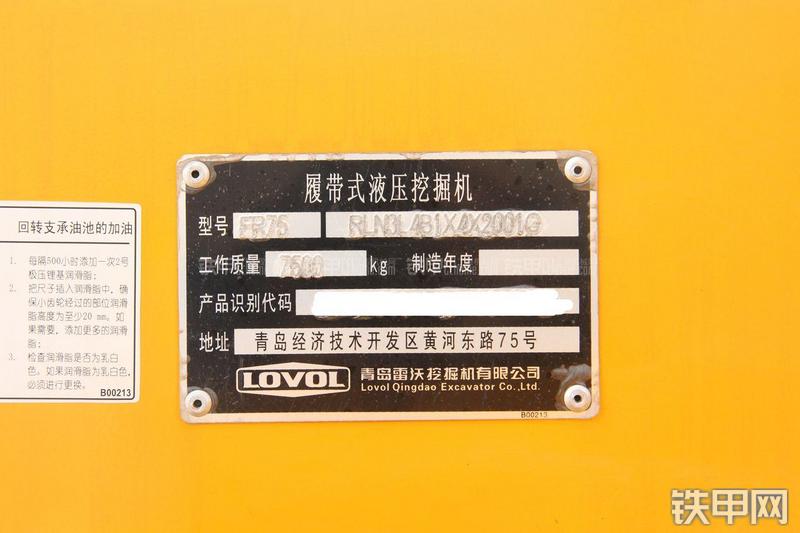 回转支承油池的加油
1. 每隔500小时添加一次2号
极压锂基润滑脂;
2. 把尺子插入润滑脂中,确
保小齿轮经过的部位润滑
脂高度为至少20 mm。如
果需要,添加更多的润滑
脂;
3. 检查润滑脂是否为乳白
色。如果润滑脂为乳白色,
必须进行更换。
B00213
履带式液压挖掘机
型号 FR75 RLN3L4B1X4X2001G
工作质量 7500 kg 制造年度
产品识别代码
地址 青岛经济技术开发区黄河东路75号
LOVOL 青岛雷沃挖掘机有限公司
Lovol Qingdao Excavator Co.,Ltd.
B00213
铁甲网